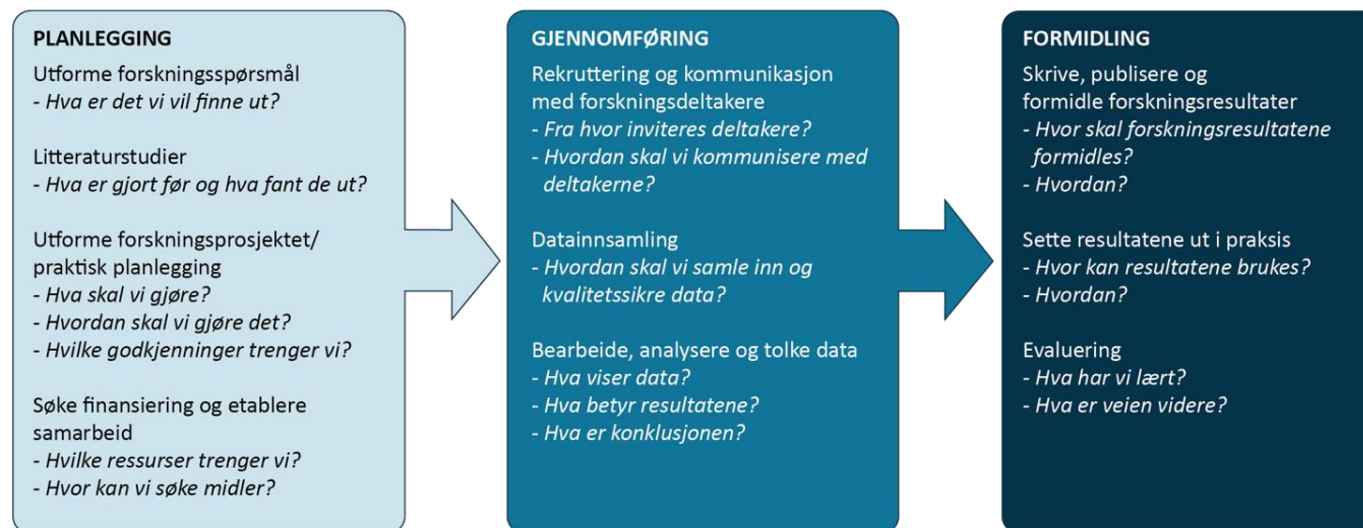 PLANLEGGING
Utforme forskningsspørsmål
- Hva er det vi vil finne ut?
Litteraturstudier
- Hva er gjort før og hva fant de ut?
Utforme forskningsprosjektet/
praktisk planlegging
- Hva skal vi gjøre?
- Hvordan skal vi gjøre det?
- Hvilke godkjenninger trenger vi?
Søke finansiering og etablere
samarbeid
- Hvilke ressurser trenger vi?
- Hvor kan vi søke midler?
GJENNOMFØRING
Rekruttering og kommunikasjon
med forskningsdeltakere
- Fra hvor inviteres deltakere?
- Hvordan skal vi kommunisere med
deltakerne?
Datainnsamling
- Hvordan skal vi samle inn og
kvalitetssikre data?
Bearbeide, analysere og tolke data
- Hva viser data?
- Hva betyr resultatene?
- Hva er konklusjonen?
FORMIDLING
Skrive, publisere og
formidle forskningsresultater
- Hvor skal forskningsresultatene
formidles?
- Hvordan?
Sette resultatene ut i praksis
- Hvor kan resultatene brukes?
- Hvordan?
Evaluering
- Hva har vi lært?
- Hva er veien videre?